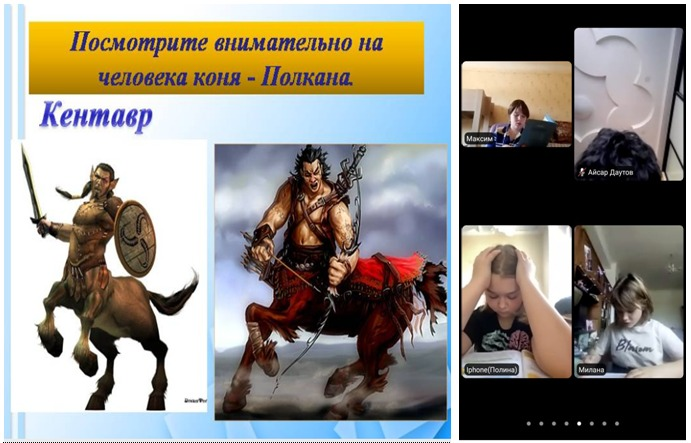 Посмотрите внимательно на
человека коня - Полкана.
Кентавр
Максим
Айсар Даутов
Iphone(Полина)
Милана